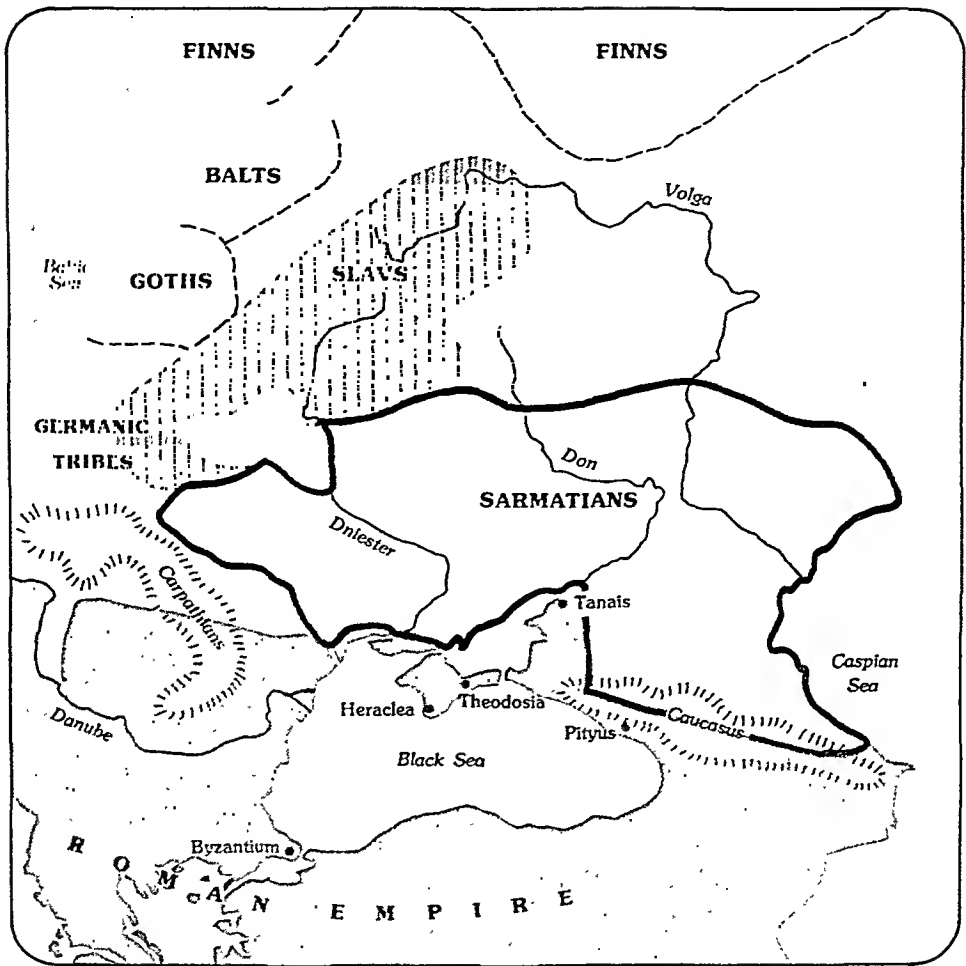 FINNS
FINNS
BALTS
Volga
Baltic
Sea
SLAVS
GOTHS
GERMANIC
TRIBES
Don
SARMATIANS
Dniester
Carpathians
Tanais
Caspian
Sea
Theodosia
Heraclea
Danube
Caucasus
Pityus
Black Sea
Byzantium
ROMAN EMPIRE